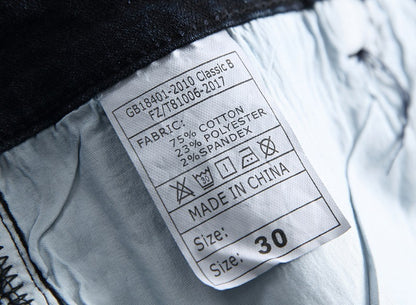 GB18401-2010 Classic B
FZ/T81006-2017
FABRIC:
75% COTTON
23% POLYESTER
2%SPANDEX
30
MADE IN CHINA
Size:
Size: 30